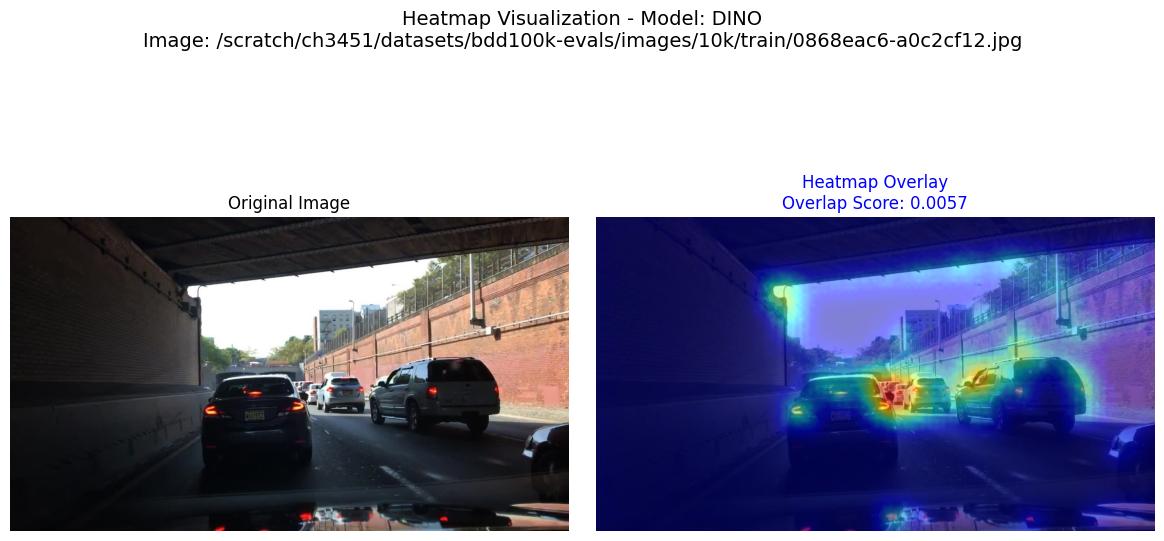 Heatmap Visualization - Model: DINO
Image: /scratch/ch3451/datasets/bdd100k-evals/images/10k/train/0868eac6-a0c2cf12.jpg
Original Image
Heatmap Overlay
Overlap Score: 0.0057